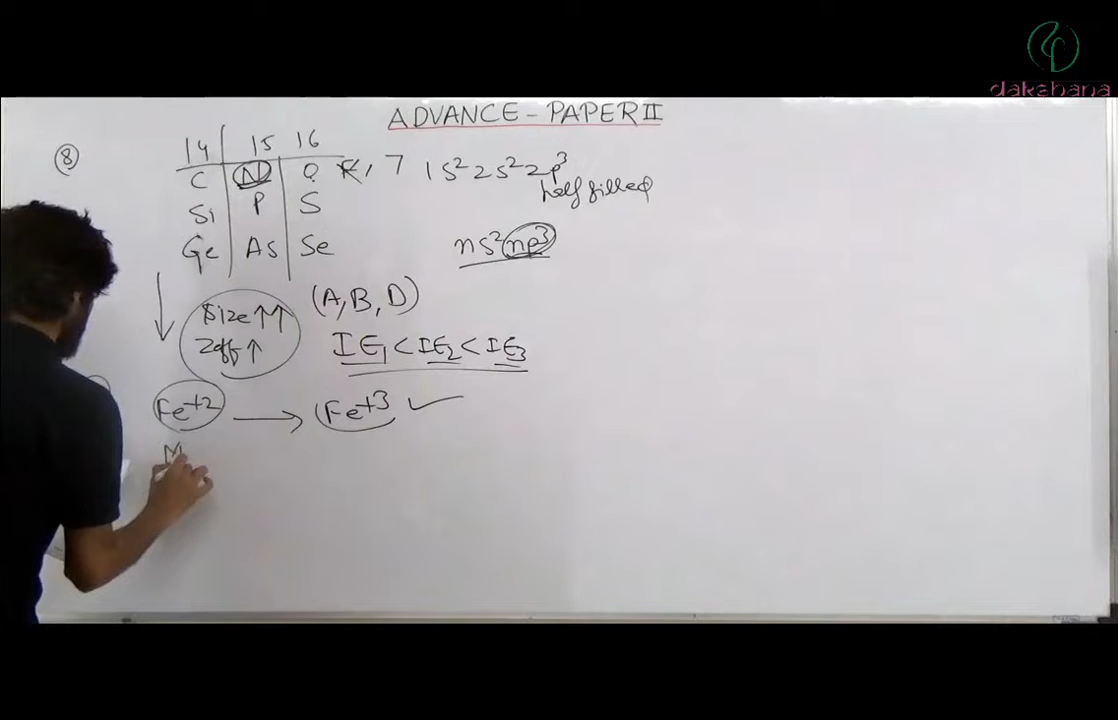 dakshana
ADVANCE - PAPER II
8
14 15 16
C N O 7 1s² 2s² 2p³
half filled
Si P S
Ge As Se ns² np³
Size ↑↑ (A, B, D)
Zeff ↑ IE₁ < IE₂ < IE₃
Fe+2 → Fe+3 ✓
M